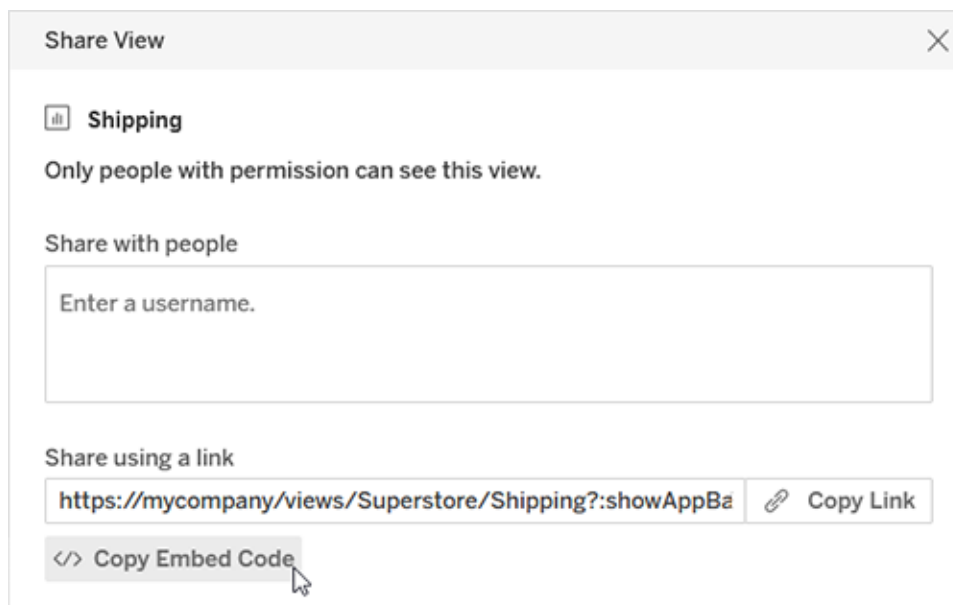 Share View
Shipping
Only people with permission can see this view.
Share with people
Enter a username.
Share using a link
https://mycompany/views/Superstore/Shipping?:showAppBa
Copy Link
</> Copy Embed Code